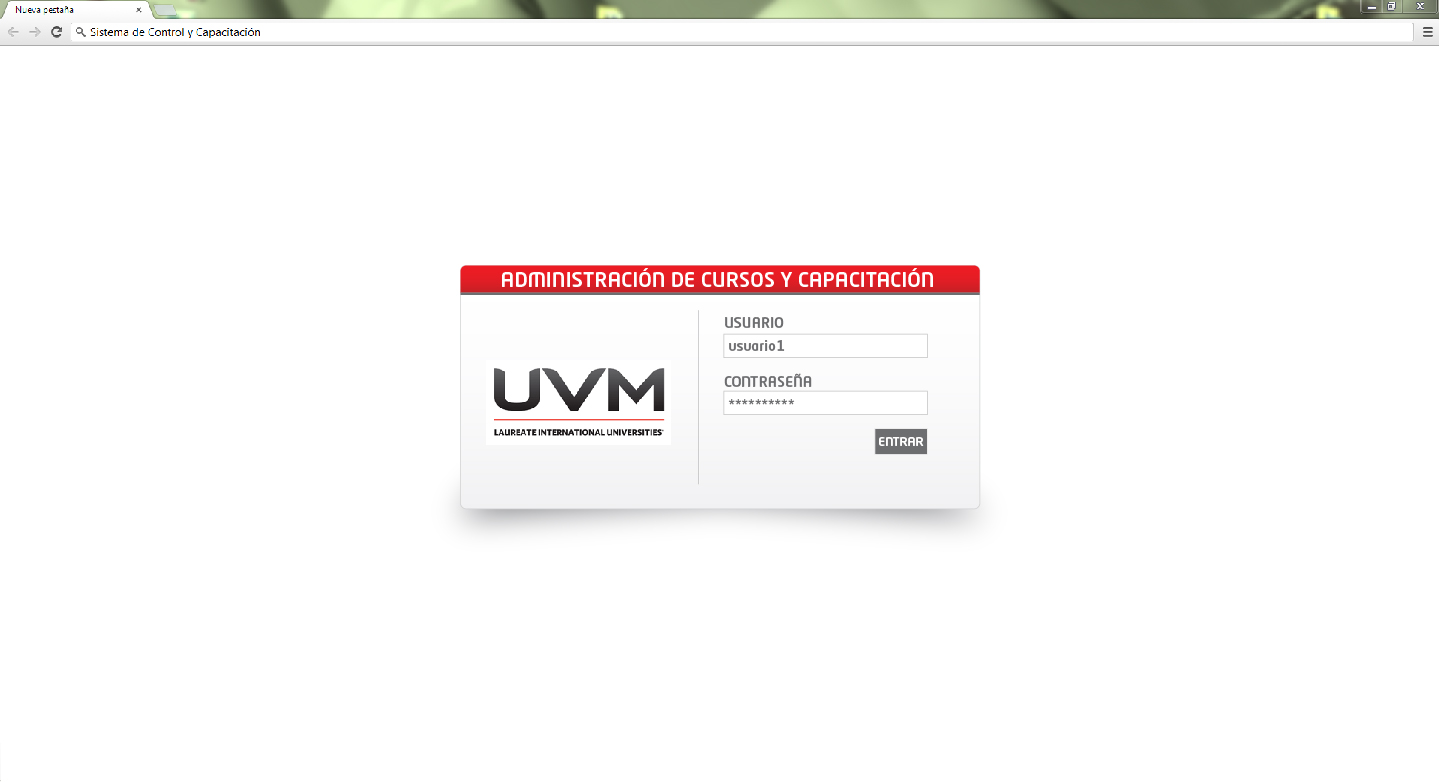 Nueva pestaña
Sistema de Control y Capacitación
ADMINISTRACIÓN DE CURSOS Y CAPACITACIÓN
USUARIO
usuario1
UVM
LAUREATE INTERNATIONAL UNIVERSITIES
CONTRASEÑA
**********
ENTRAR